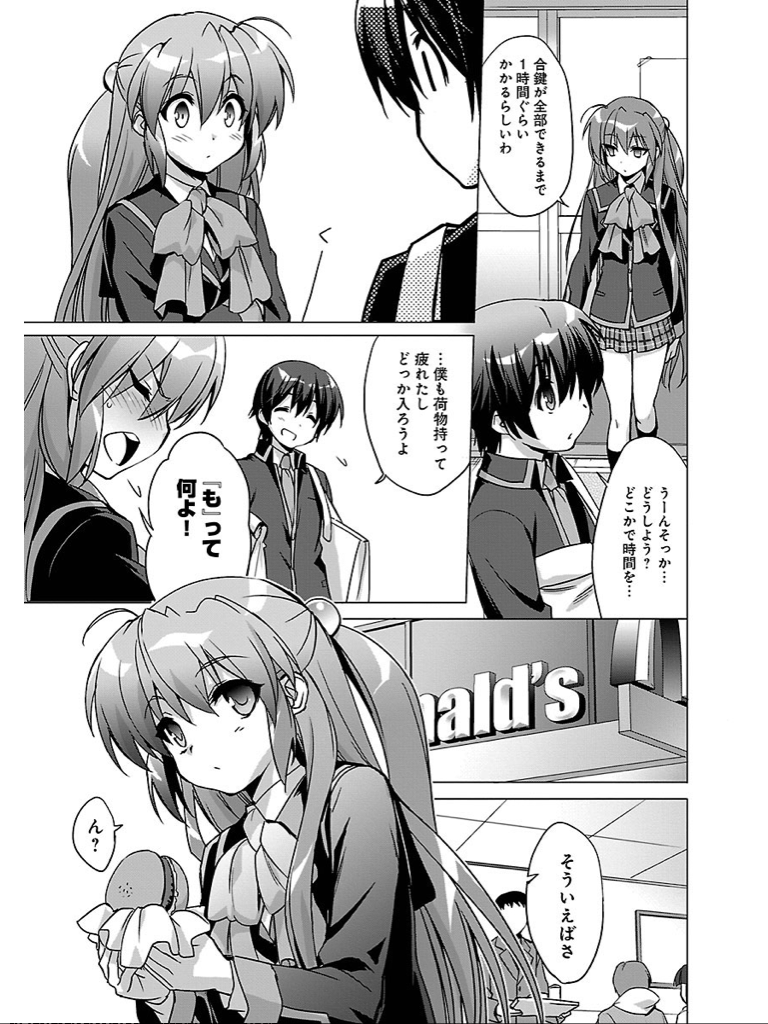 合鍵が全部できるまで
1時間ぐらい
かかるらしいわ
うーんそっか…
どうしよう?
どこかで時間を…
…僕も荷物持って
疲れたし
どっか入ろうよ
『も』って
何よ!
nald's
そういえばさ
ん?